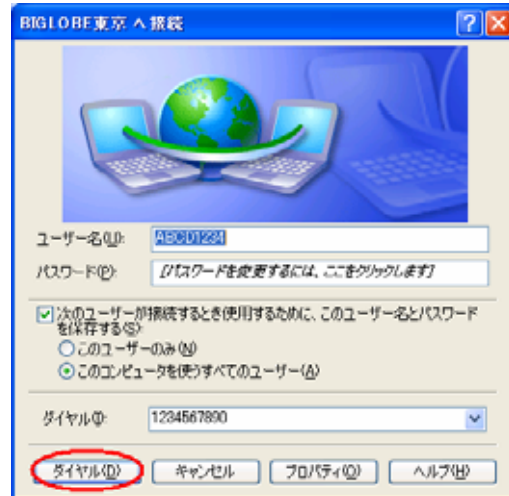 BIGLOBE東京 へ接続
ユーザー名(U):
ABCD1234
パスワード(P):
[パスワードを変更するには、ここをクリックします]
次のユーザーが接続するとき使用するために、このユーザー名とパスワード
を保存する(S):
このユーザーのみ(N)
このコンピュータを使うすべてのユーザー(A)
ダイヤル(I):
1234567890
ダイヤル(D)
キャンセル
プロパティ(O)
ヘルプ(H)